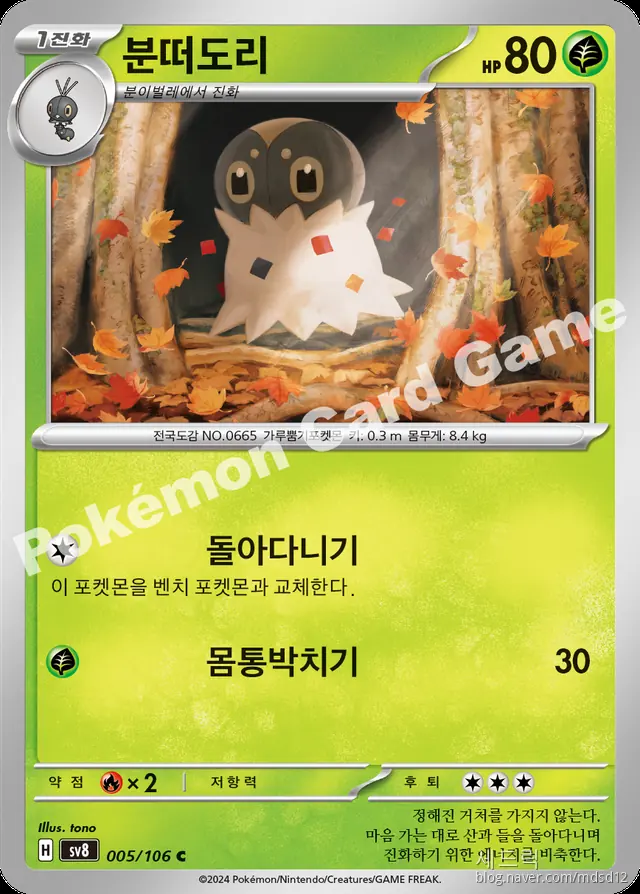 1진화
분떠도리
HP 80
분이벌레에서 진화
전국도감 NO.0665 가루뿜기포켓몬 키: 0.3 m 몸무게: 8.4 kg
Pokémon Card Game
돌아다니기
이 포켓몬을 벤치 포켓몬과 교체한다.
몸통박치기 30
약점 ×2 저항력 후퇴
정해진 거처를 가지지 않는다.
마음 가는 대로 산과 들을 돌아다니며
진화하기 위한 에너지를 비축한다.
Illus. tono
H sv8 005/106 C
©2024 Pokémon/Nintendo/Creatures/GAME FREAK.
blog.naver.com/mdsd12